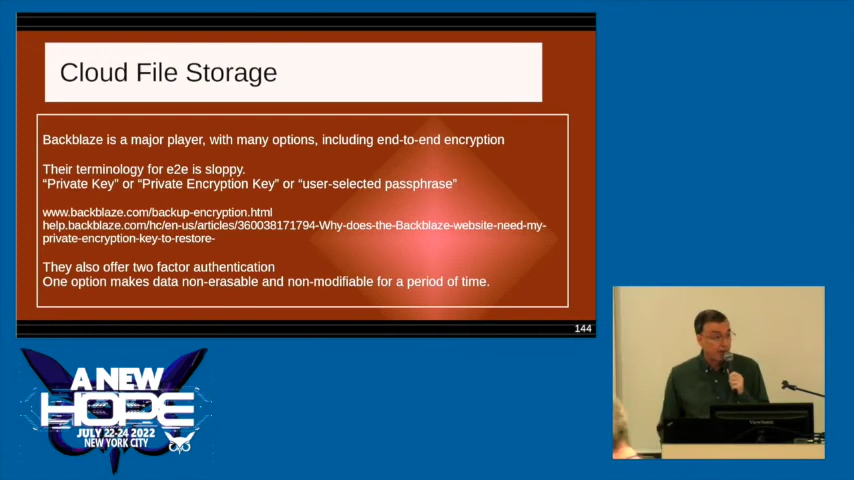 Cloud File Storage
Backblaze is a major player, with many options, including end-to-end encryption
Their terminology for e2e is sloppy.
“Private Key” or “Private Encryption Key” or “user-selected passphrase”
www.backblaze.com/backup-encryption.html
help.backblaze.com/hc/en-us/articles/360038171794-Why-does-the-Backblaze-website-need-my-
private-encryption-key-to-restore-
They also offer two factor authentication
One option makes data non-erasable and non-modifiable for a period of time.
144
A NEW
HOPE
JULY 22-24 2022
NEW YORK CITY
ViewSonic